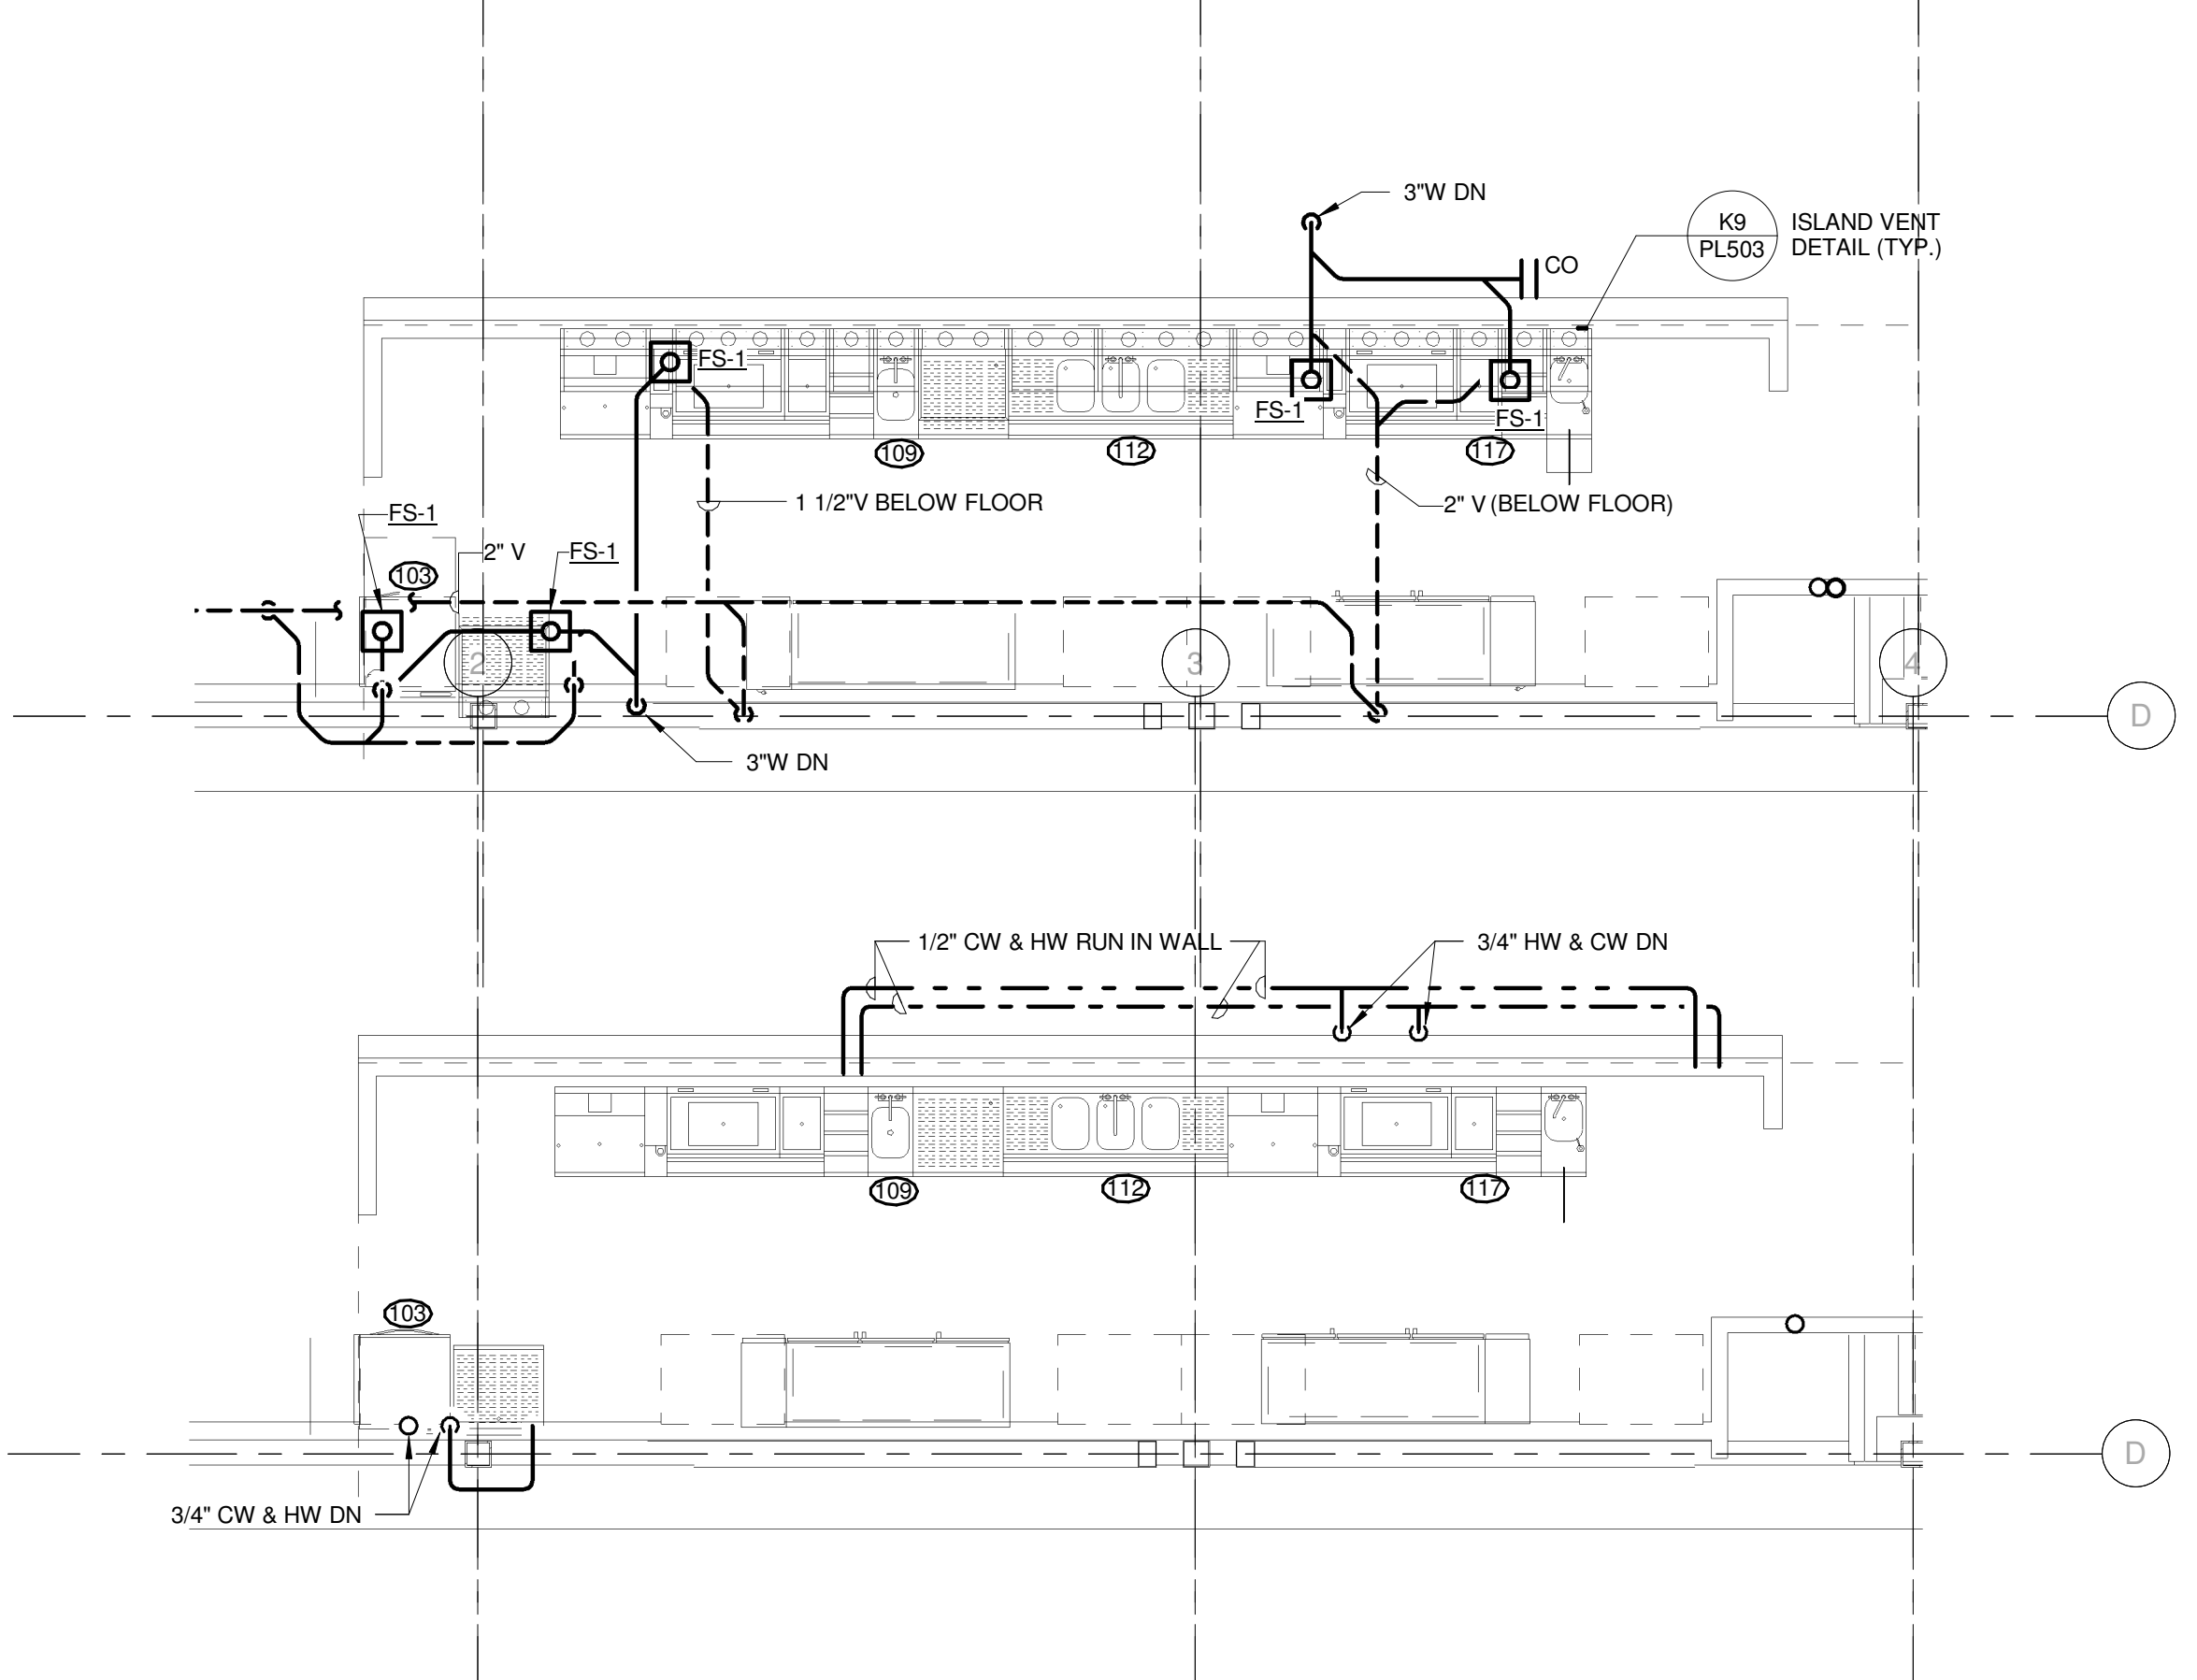 3"W DN
K9
PL503
ISLAND VENT
DETAIL (TYP.)
CO
FS-1
FS-1
FS-1
109
112
117
1 1/2"V BELOW FLOOR
2" V (BELOW FLOOR)
FS-1
2" V
FS-1
103
2
3
4
D
3"W DN
1/2" CW & HW RUN IN WALL
3/4" HW & CW DN
109
112
117
103
D
3/4" CW & HW DN